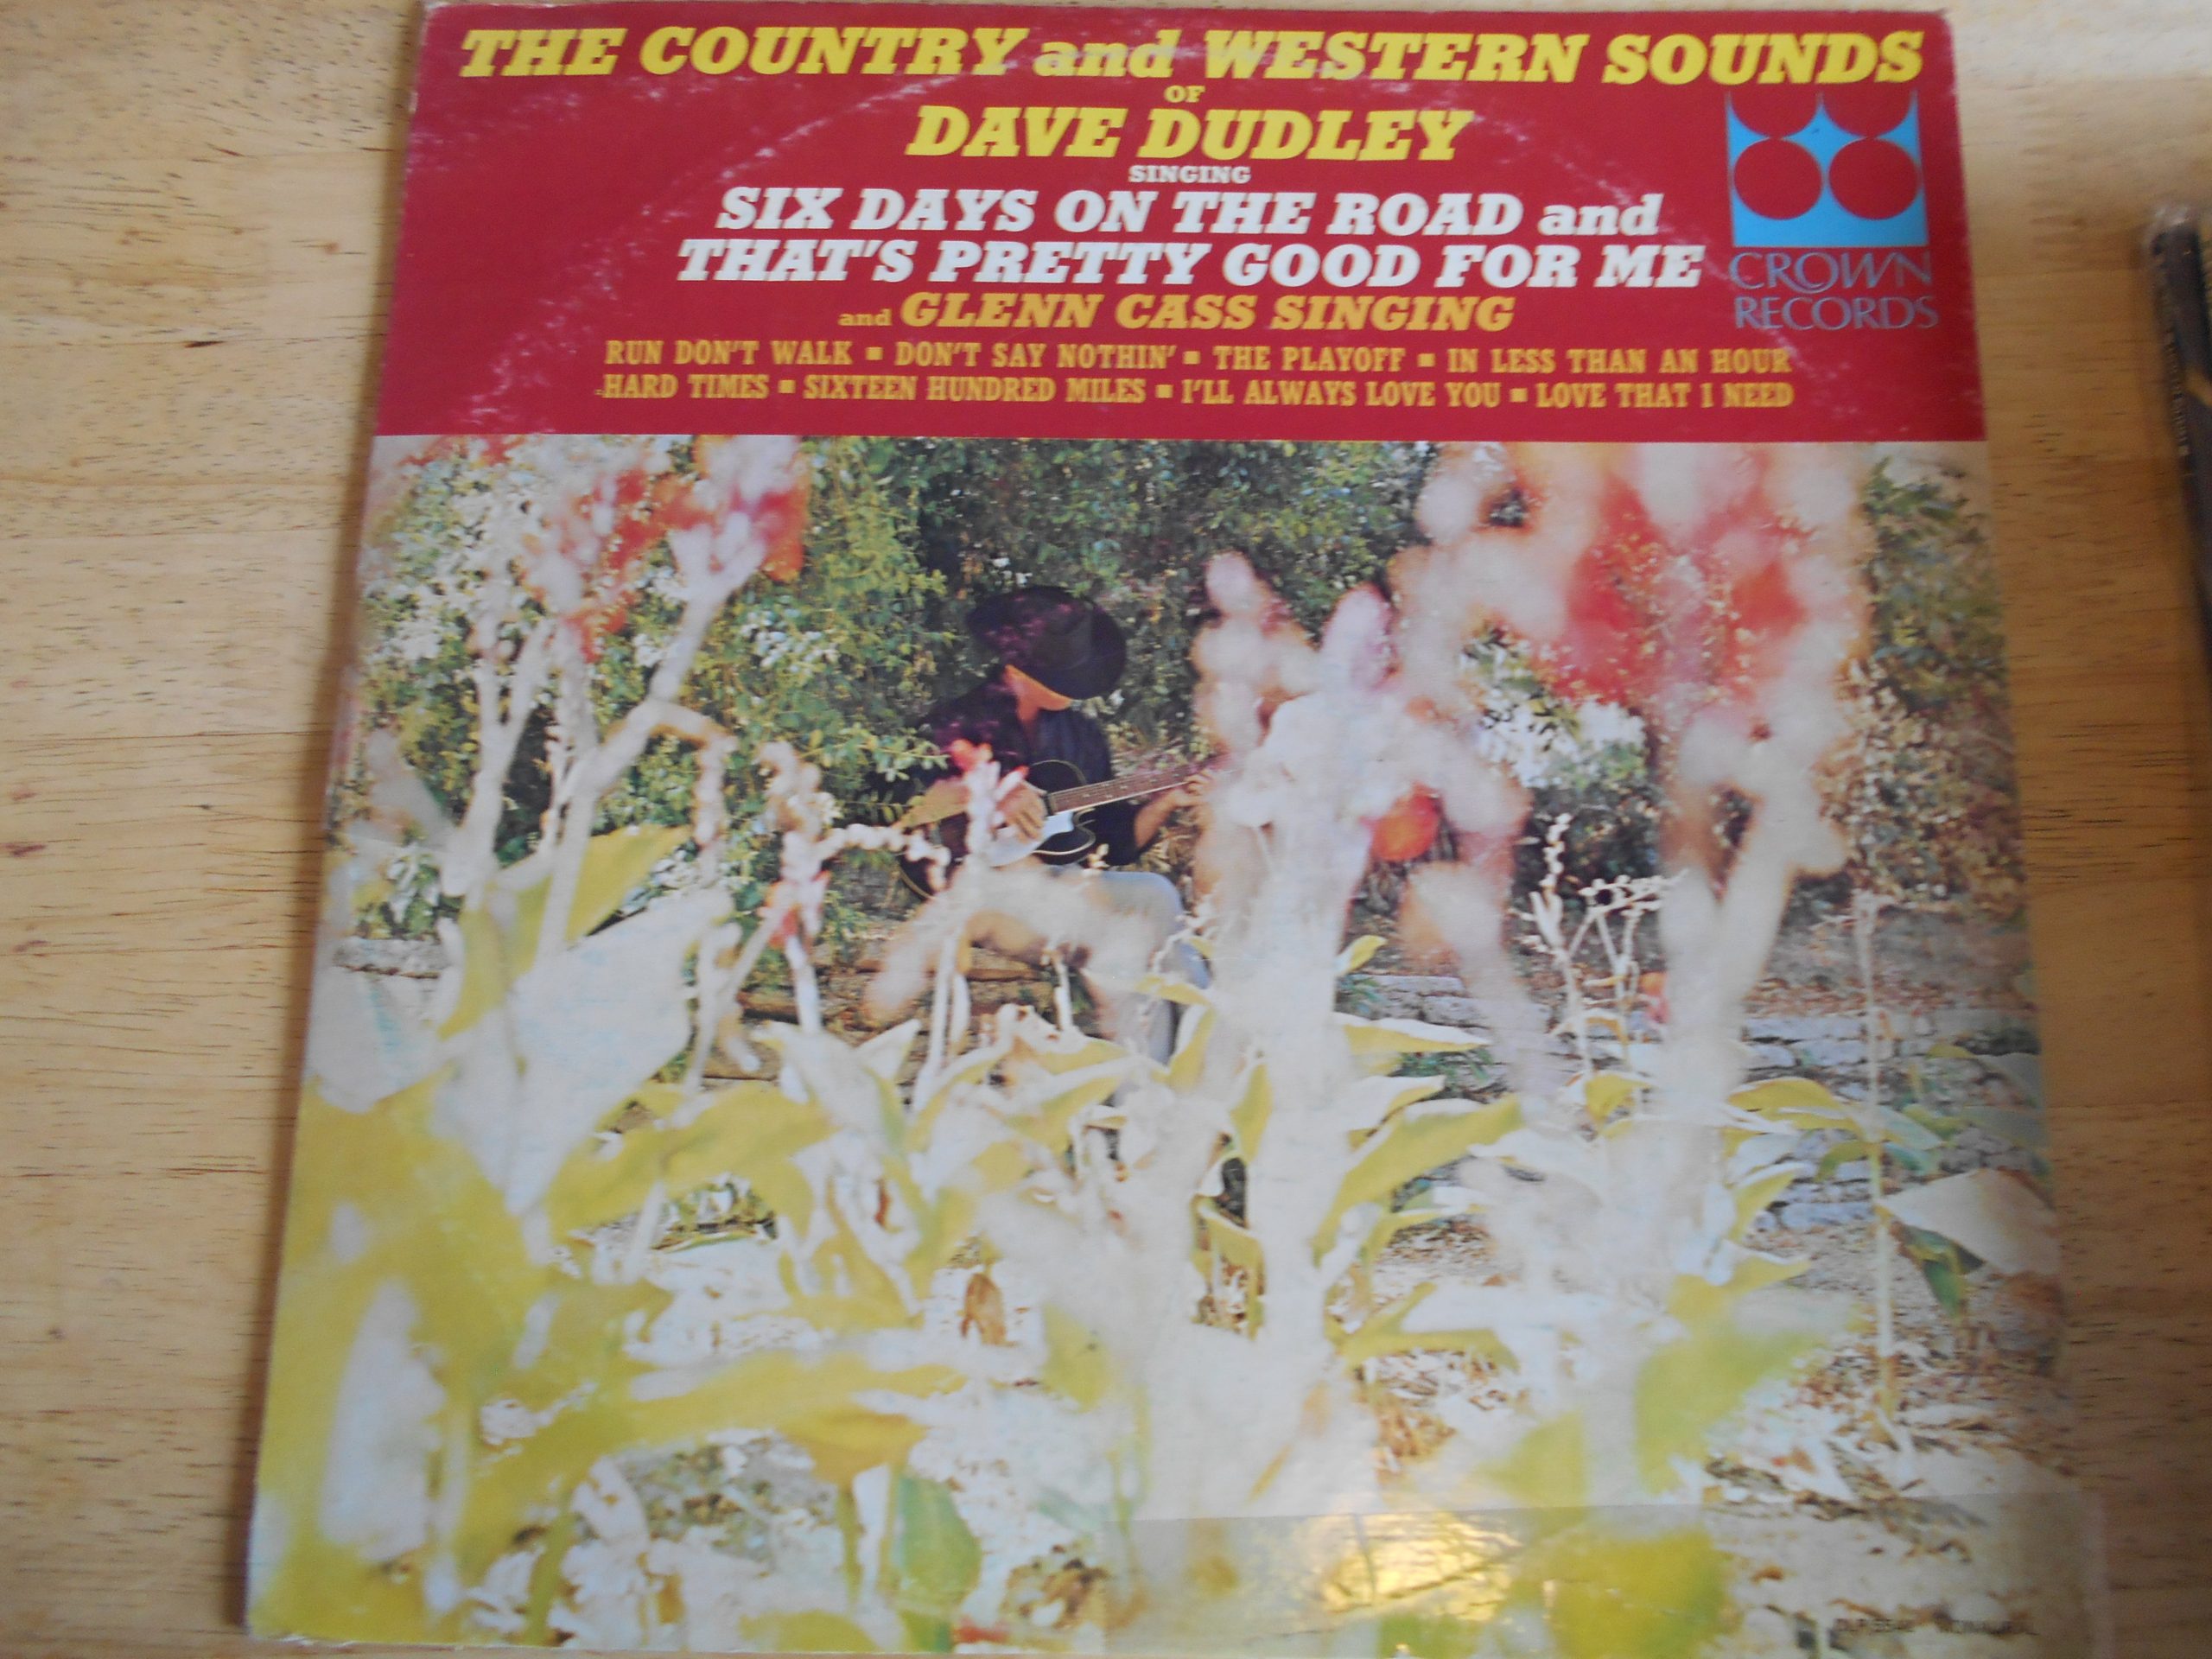 THE COUNTRY and WESTERN SOUNDS
OF
DAVE DUDLEY
SINGING
SIX DAYS ON THE ROAD and
THAT'S PRETTY GOOD FOR ME
and GLENN CASS SINGING
RUN DON'T WALK ▪ DON'T SAY NOTHIN' ▪ THE PLAYOFF ▪ IN LESS THAN AN HOUR
HARD TIMES ▪ SIXTEEN HUNDRED MILES ▪ I'LL ALWAYS LOVE YOU ▪ LOVE THAT I NEED
CROWN
RECORDS